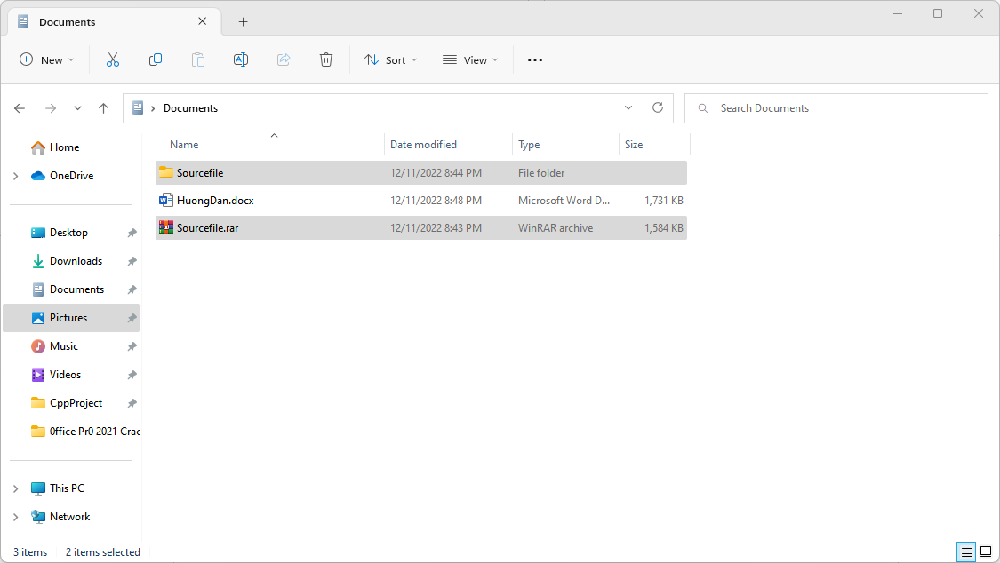 Documents
New
Sort
View
Documents
Search Documents
Name Date modified Type Size
Home
OneDrive
Desktop
Downloads
Documents
Pictures
Music
Videos
CppProject
0ffice Pr0 2021 Crac
This PC
Network
Sourcefile 12/11/2022 8:44 PM File folder
HuongDan.docx 12/11/2022 8:48 PM Microsoft Word D... 1,731 KB
Sourcefile.rar 12/11/2022 8:43 PM WinRAR archive 1,584 KB
3 items 2 items selected